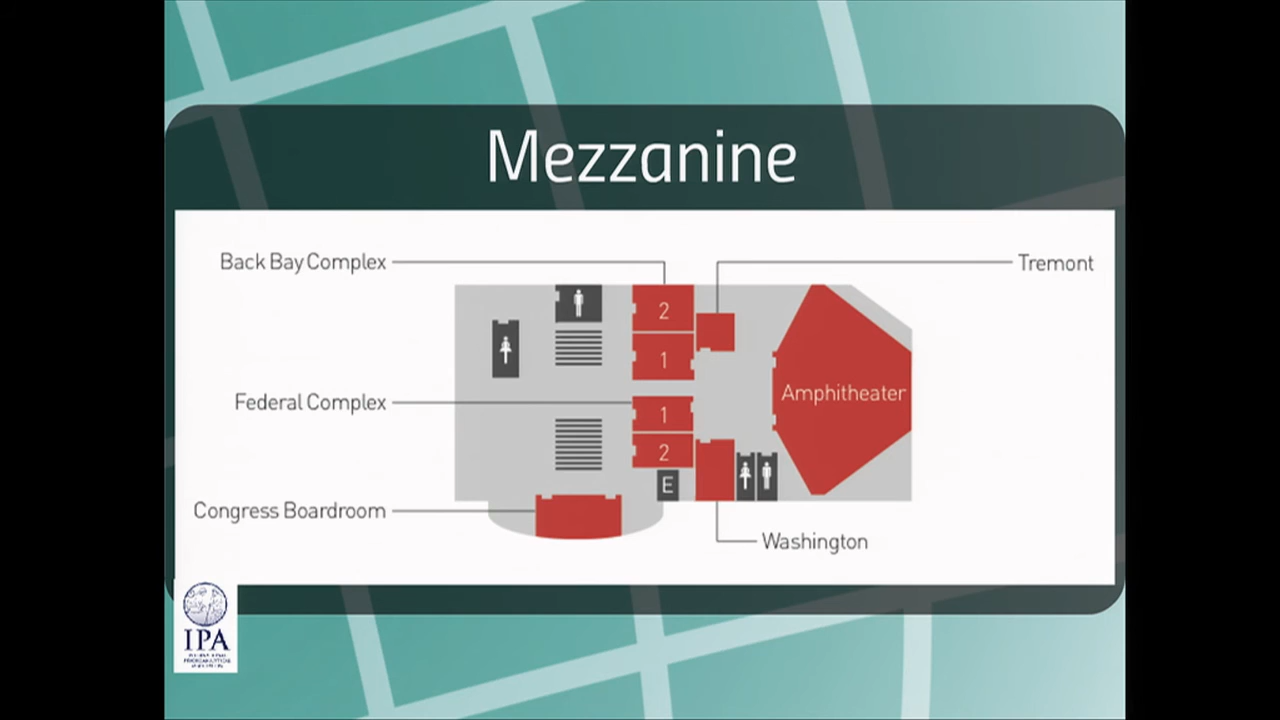 Mezzanine
Back Bay Complex
Tremont
2
1
Amphitheater
Federal Complex
1
2
E
Congress Boardroom
Washington
IPA